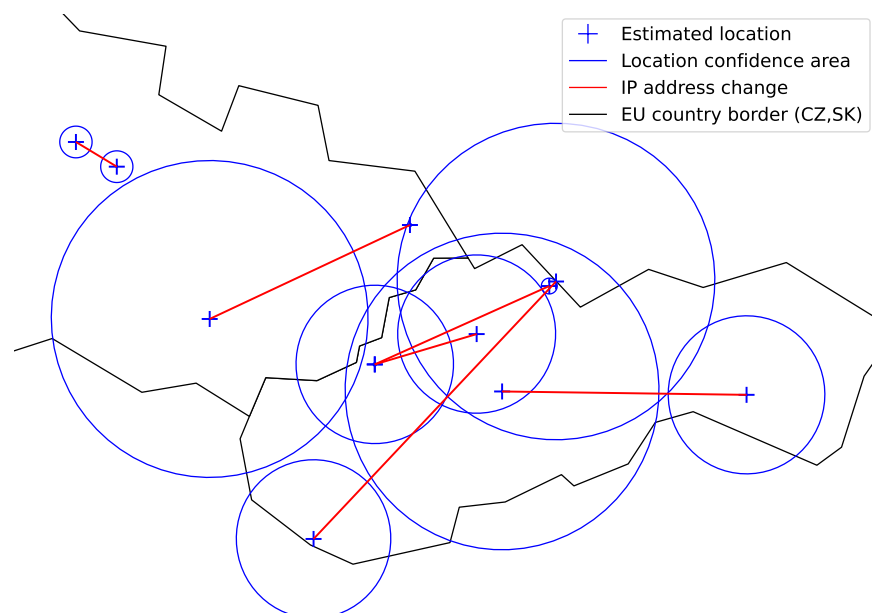 Estimated location
Location confidence area
IP address change
EU country border (CZ,SK)